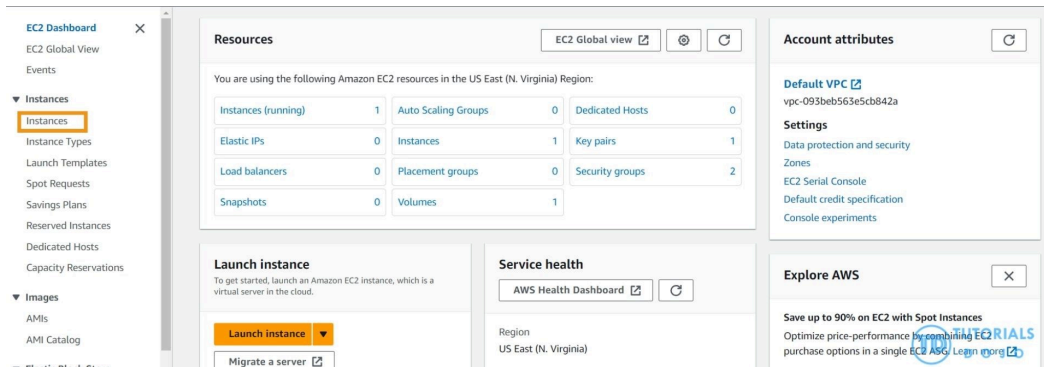 EC2 Dashboard
EC2 Global View
Events
Instances
Instances
Instance Types
Launch Templates
Spot Requests
Savings Plans
Reserved Instances
Dedicated Hosts
Capacity Reservations
Images
AMIs
AMI Catalog
Resources
EC2 Global view
You are using the following Amazon EC2 resources in the US East (N. Virginia) Region:
Instances (running) 1 Auto Scaling Groups 0 Dedicated Hosts 0
Elastic IPs 0 Instances 1 Key pairs 1
Load balancers 0 Placement groups 0 Security groups 2
Snapshots 0 Volumes 1
Launch instance
To get started, launch an Amazon EC2 instance, which is a
virtual server in the cloud.
Launch instance
Migrate a server
Service health
AWS Health Dashboard
Region
US East (N. Virginia)
Account attributes
Default VPC
vpc-093beb563e5cb842a
Settings
Data protection and security
Zones
EC2 Serial Console
Default credit specification
Console experiments
Explore AWS
Save up to 90% on EC2 with Spot Instances
Optimize price-performance by combining EC2
purchase options in a single EC2 ASG. Learn more
TD TUTORIALS
DOJO